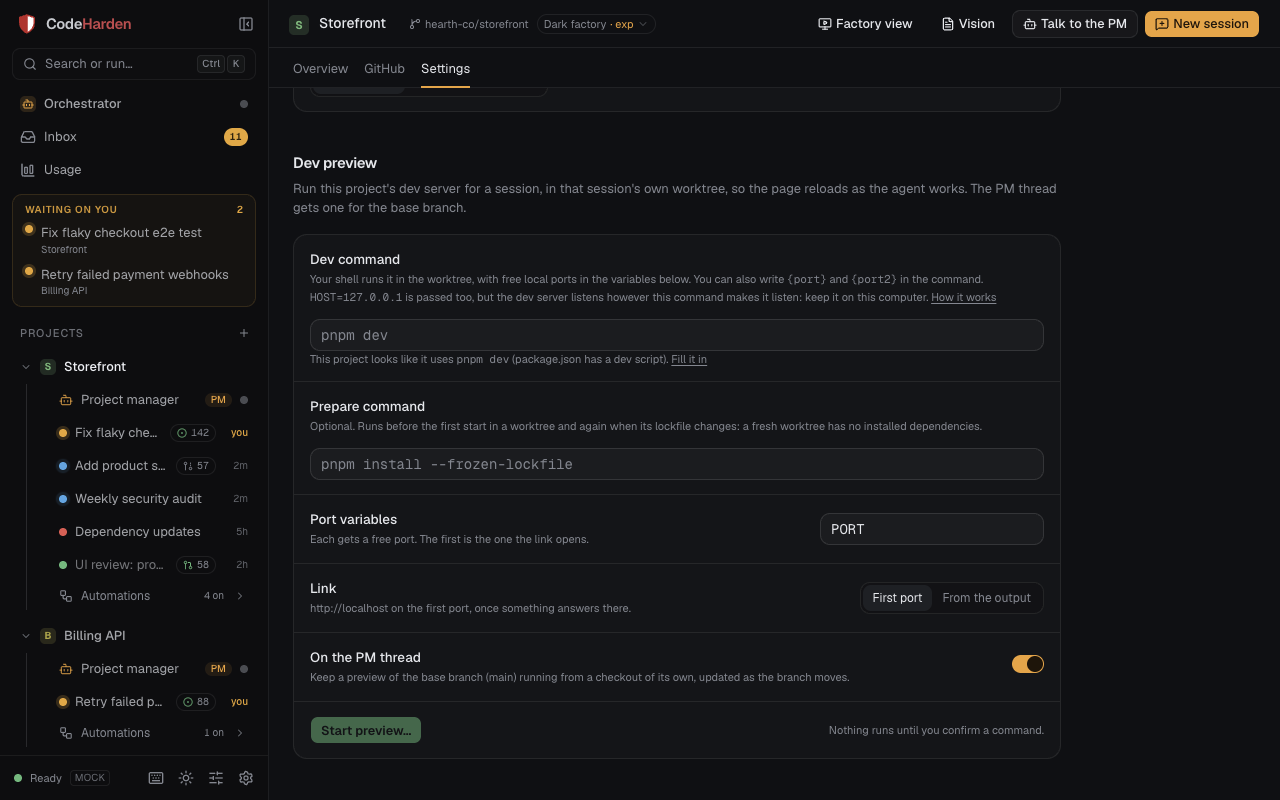 CodeHarden
Search or run… Ctrl K
Orchestrator
Inbox 11
Usage
WAITING ON YOU 2
Fix flaky checkout e2e test
Storefront
Retry failed payment webhooks
Billing API
PROJECTS
S Storefront
Project manager PM
Fix flaky che… 142 you
Add product s… 57 2m
Weekly security audit 2m
Dependency updates 5h
UI review: pro… 58 2h
Automations 4 on
B Billing API
Project manager PM
Retry failed p… 88 you
Automations 1 on
Ready MOCK
S Storefront hearth-co/storefront Dark factory · exp
Factory view Vision Talk to the PM New session
Overview GitHub Settings
Dev preview
Run this project's dev server for a session, in that session's own worktree, so the page reloads as the agent works. The PM thread
gets one for the base branch.
Dev command
Your shell runs it in the worktree, with free local ports in the variables below. You can also write {port} and {port2} in the command.
HOST=127.0.0.1 is passed too, but the dev server listens however this command makes it listen: keep it on this computer. How it works
pnpm dev
This project looks like it uses pnpm dev (package.json has a dev script). Fill it in
Prepare command
Optional. Runs before the first start in a worktree and again when its lockfile changes: a fresh worktree has no installed dependencies.
pnpm install --frozen-lockfile
Port variables
Each gets a free port. The first is the one the link opens.
PORT
Link
http://localhost on the first port, once something answers there.
First port From the output
On the PM thread
Keep a preview of the base branch (main) running from a checkout of its own, updated as the branch moves.
Start preview… Nothing runs until you confirm a command.